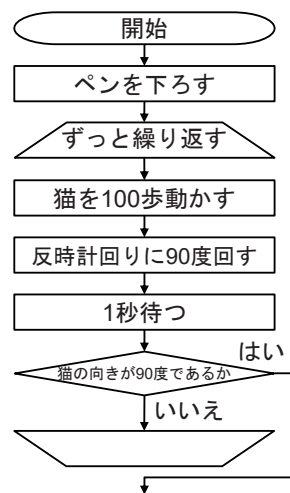 開始
ペンを下ろす
ずっと繰り返す
猫を100歩動かす
反時計回りに90度回す
1秒待つ
はい
猫の向きが90度であるか
いいえ